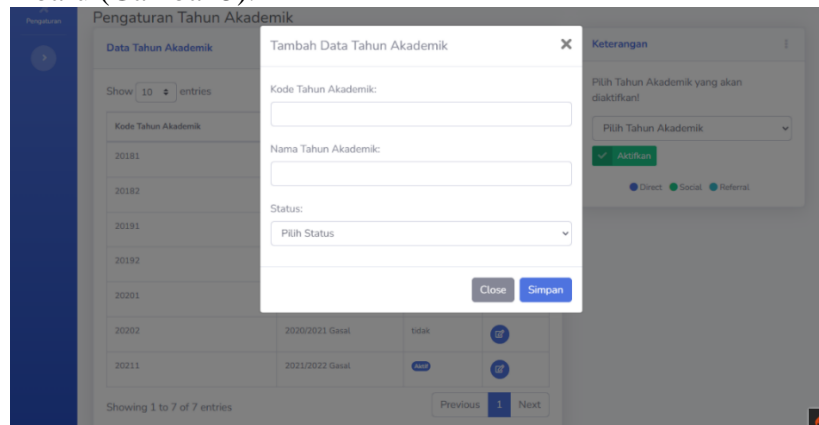 Pengaturan
Pengaturan Tahun Akademik
Data Tahun Akademik
Show 10 entries
Kode Tahun Akademik
20181
20182
20191
20192
20201
20202 2020/2021 Gasal tidak
20211 2021/2022 Gasal
Showing 1 to 7 of 7 entries
Previous 1 Next
Tambah Data Tahun Akademik
Kode Tahun Akademik:
Nama Tahun Akademik:
Status:
Pilih Status
Close Simpan
Keterangan
Pilih Tahun Akademik yang akan
diaktifkan!
Pilih Tahun Akademik
Aktifkan
Direct Social Referral